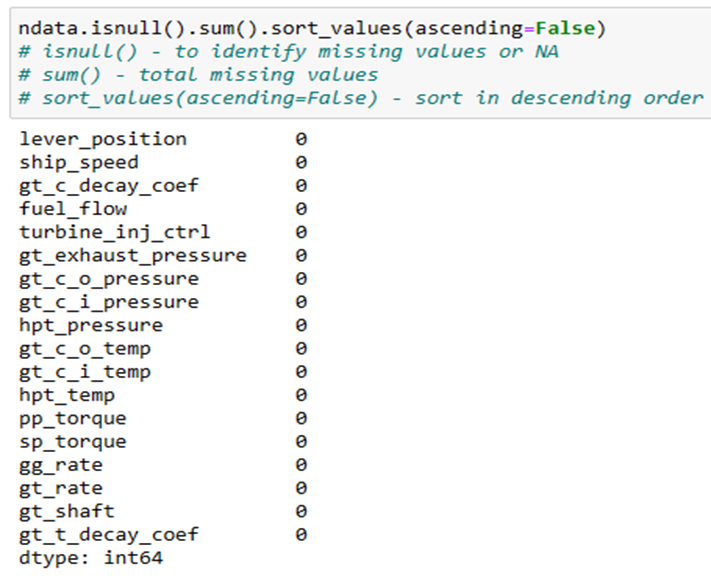 ndata.isnull().sum().sort_values(ascending=False)
# isnull() - to identify missing values or NA
# sum() - total missing values
# sort_values(ascending=False) - sort in descending order
lever_position 0
ship_speed 0
gt_c_decay_coef 0
fuel_flow 0
turbine_inj_ctrl 0
gt_exhaust_pressure 0
gt_c_o_pressure 0
gt_c_i_pressure 0
hpt_pressure 0
gt_c_o_temp 0
gt_c_i_temp 0
hpt_temp 0
pp_torque 0
sp_torque 0
gg_rate 0
gt_rate 0
gt_shaft 0
gt_t_decay_coef 0
dtype: int64